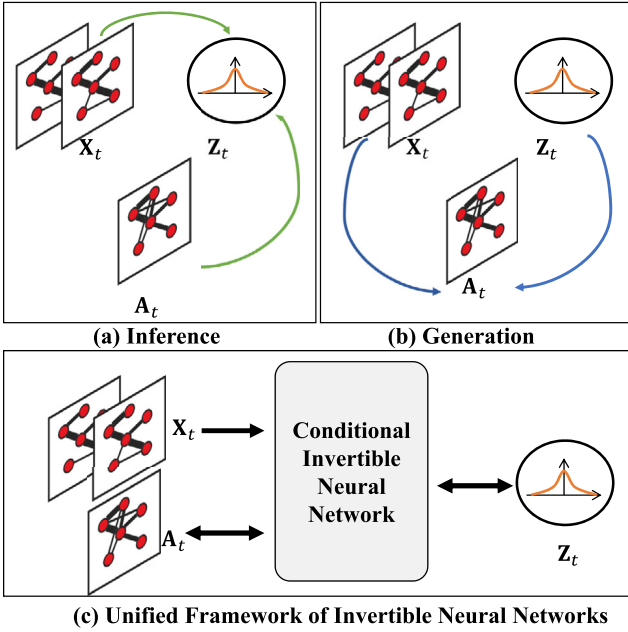 X_t
Z_t
A_t
(a) Inference
X_t
Z_t
A_t
(b) Generation
X_t
A_t
Conditional
Invertible
Neural
Network
Z_t
(c) Unified Framework of Invertible Neural Networks